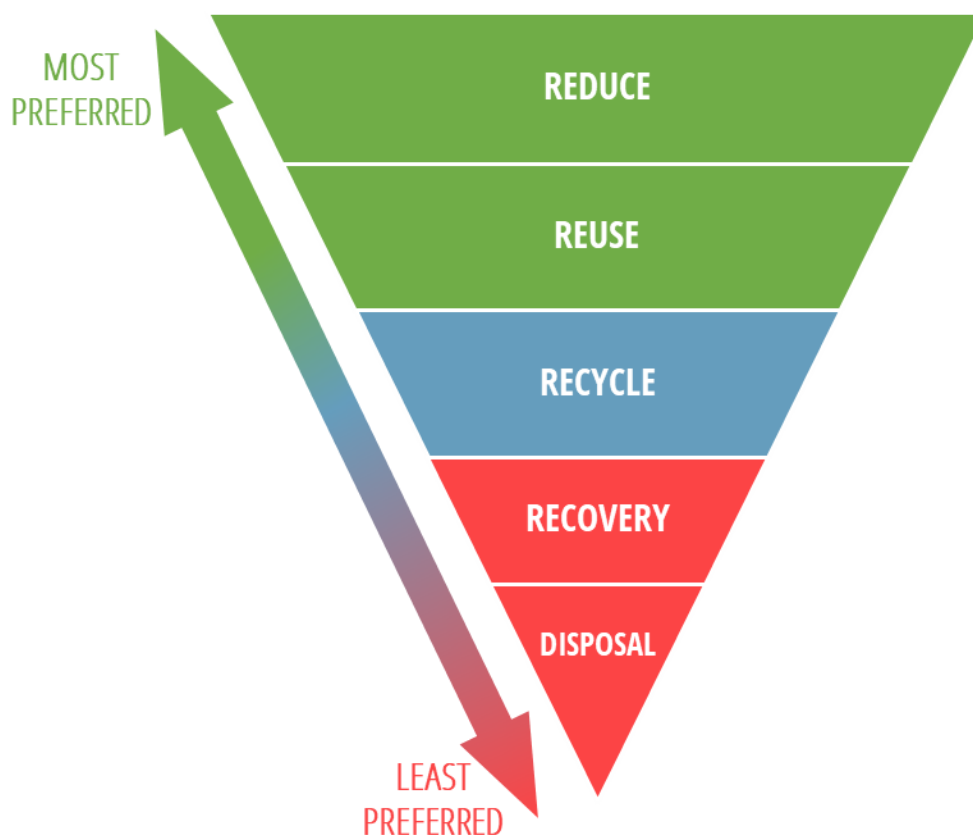 MOST
PREFERRED
REDUCE
REUSE
RECYCLE
RECOVERY
DISPOSAL
LEAST
PREFERRED